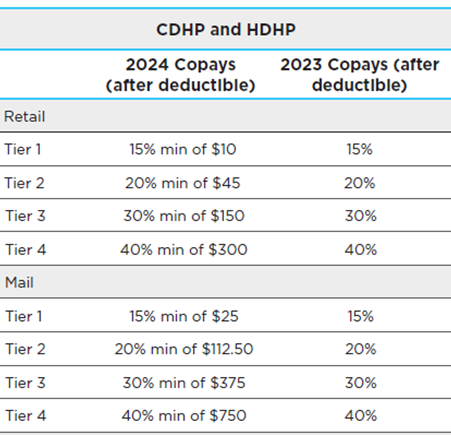 CDHP and HDHP
2024 Copays 2023 Copays (after
(after deductible) deductible)
Retail
Tier 1 15% min of $10 15%
Tier 2 20% min of $45 20%
Tier 3 30% min of $150 30%
Tier 4 40% min of $300 40%
Mail
Tier 1 15% min of $25 15%
Tier 2 20% min of $112.50 20%
Tier 3 30% min of $375 30%
Tier 4 40% min of $750 40%